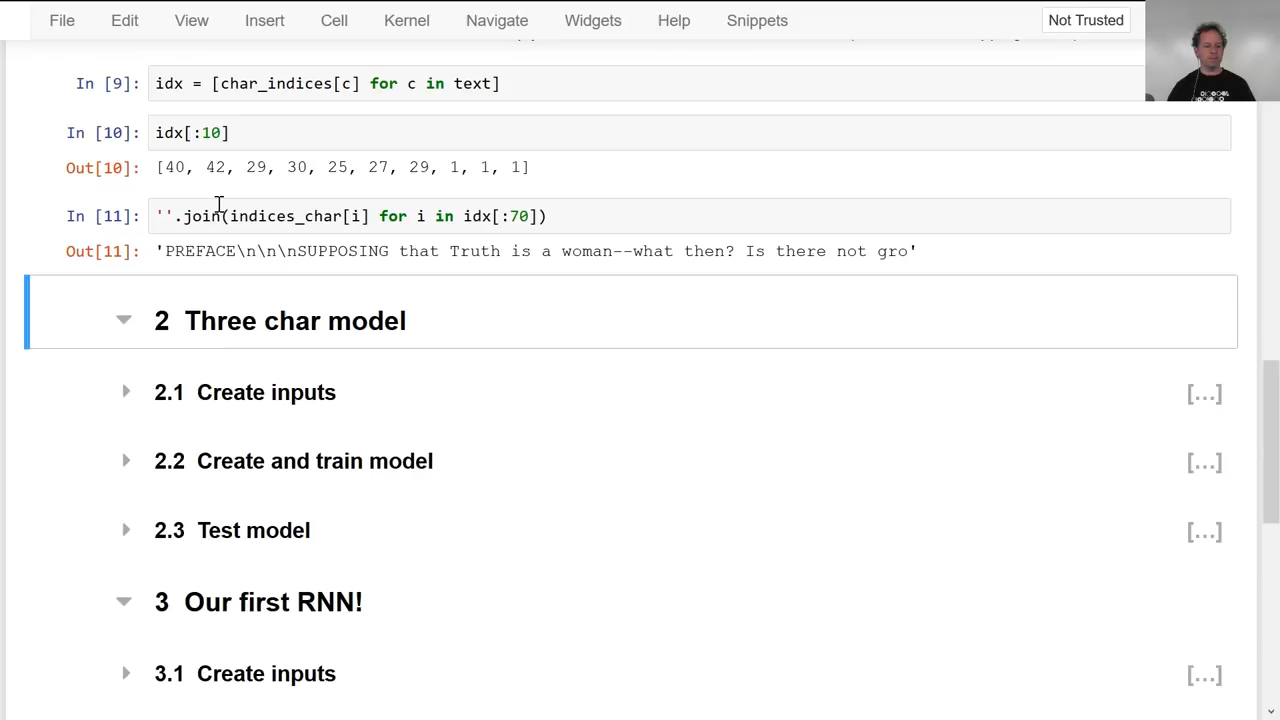 File Edit View Insert Cell Kernel Navigate Widgets Help Snippets Not Trusted
In [9]: idx = [char_indices[c] for c in text]
In [10]: idx[:10]
Out[10]: [40, 42, 29, 30, 25, 27, 29, 1, 1, 1]
In [11]: ''.join(indices_char[i] for i in idx[:70])
Out[11]: 'PREFACE\n\n\nSUPPOSING that Truth is a woman--what then? Is there not gro'
2 Three char model
2.1 Create inputs [...]
2.2 Create and train model [...]
2.3 Test model [...]
3 Our first RNN!
3.1 Create inputs [...]